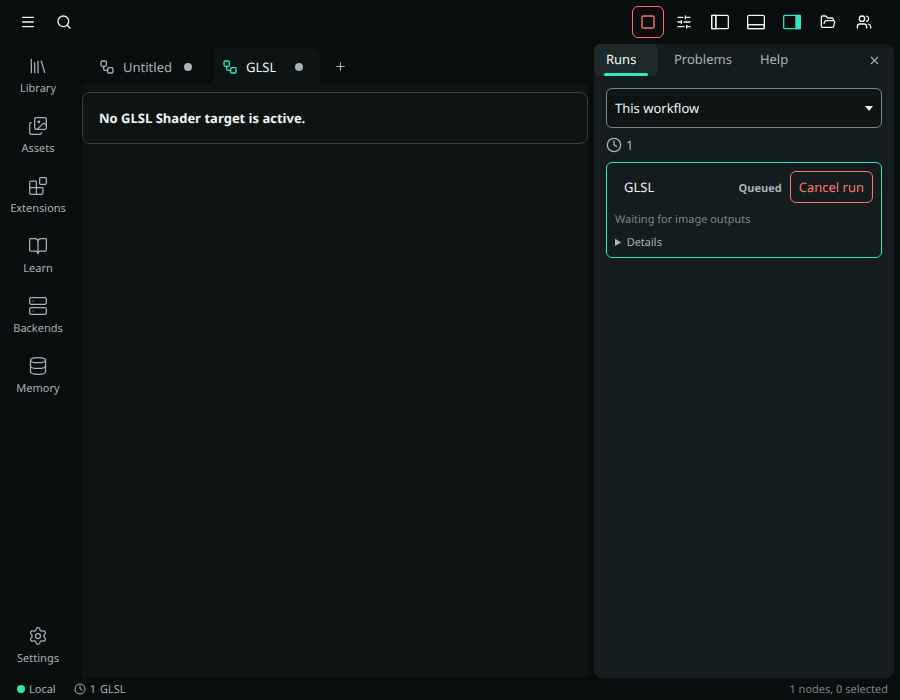 Untitled
GLSL
Runs
Problems
Help
Library
Assets
Extensions
Learn
Backends
Memory
Settings
No GLSL Shader target is active.
This workflow
1
GLSL
Queued
Cancel run
Waiting for image outputs
Details
Local
1 GLSL
1 nodes, 0 selected